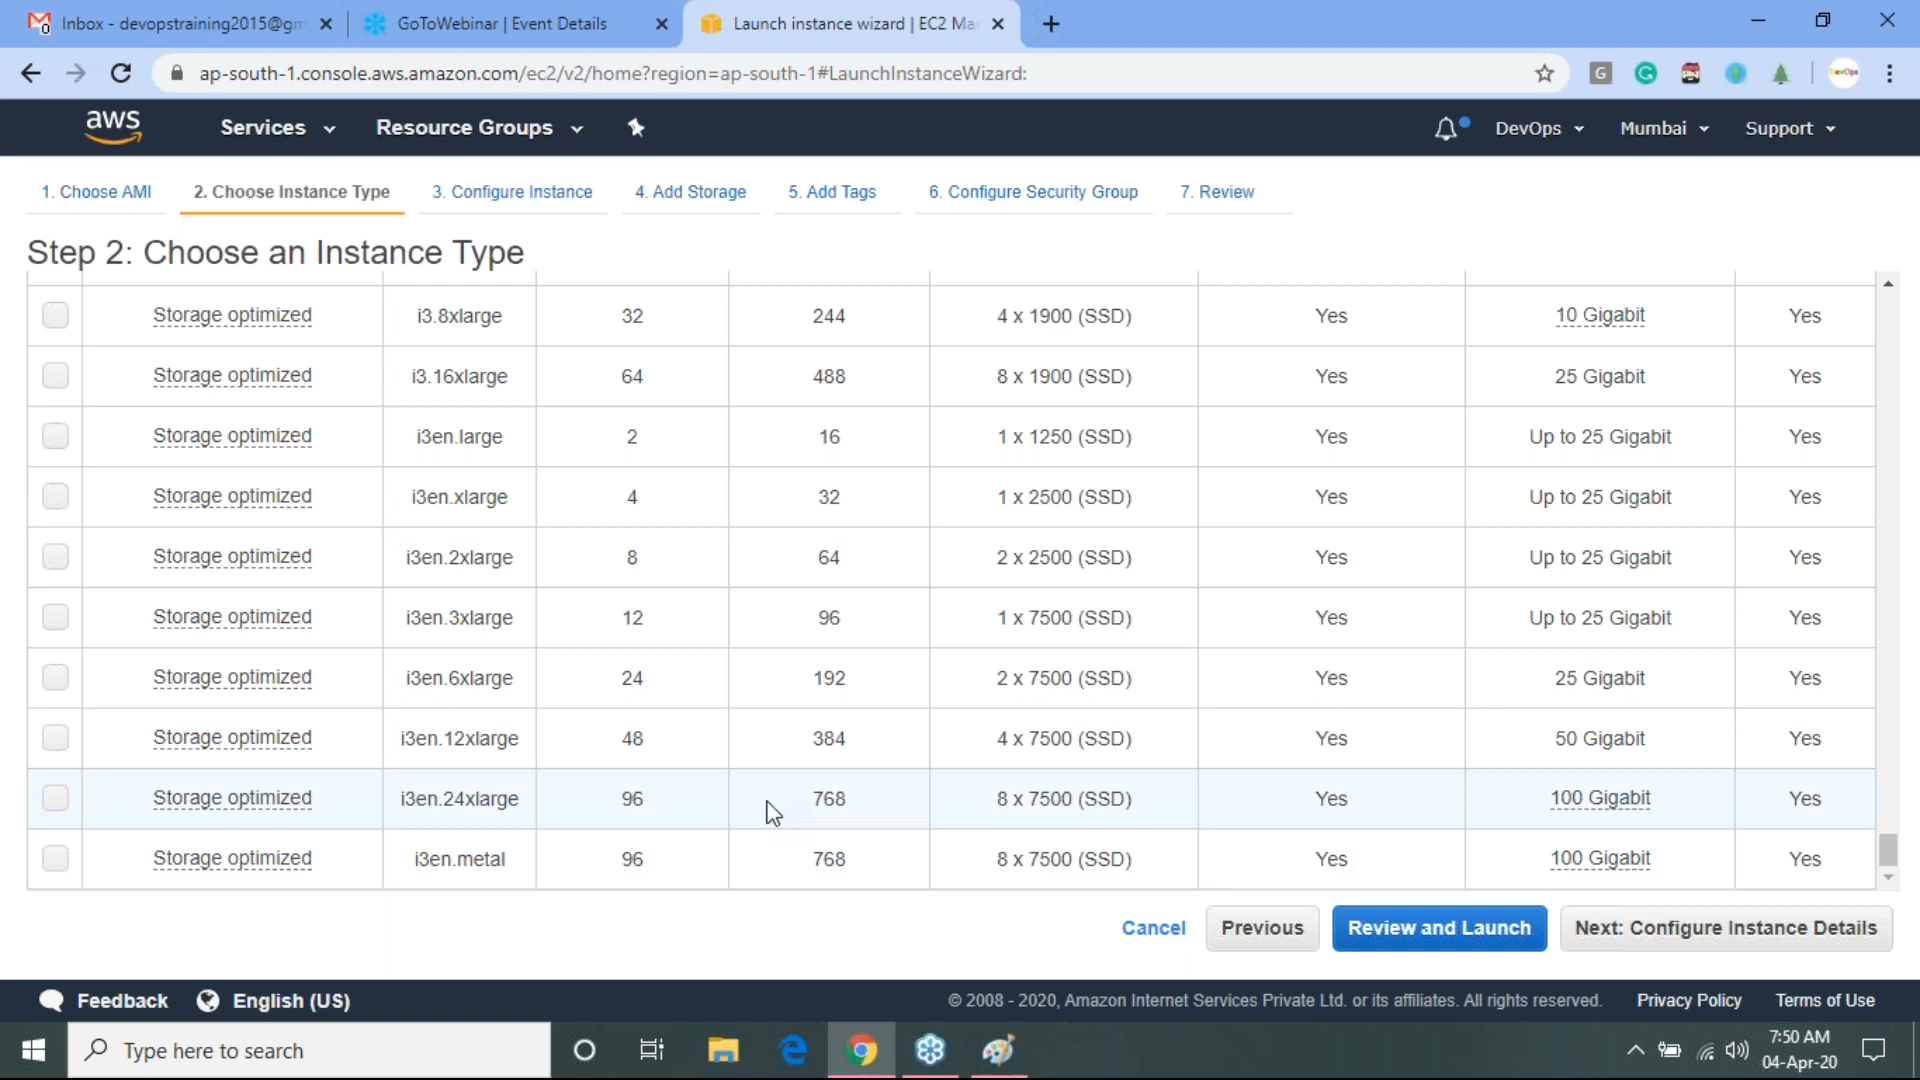 Inbox - devopstraining2015@gm
GoToWebinar | Event Details
Launch instance wizard | EC2 Ma
ap-south-1.console.aws.amazon.com/ec2/v2/home?region=ap-south-1#LaunchInstanceWizard:
aws
Services
Resource Groups
DevOps
Mumbai
Support
1. Choose AMI
2. Choose Instance Type
3. Configure Instance
4. Add Storage
5. Add Tags
6. Configure Security Group
7. Review
Step 2: Choose an Instance Type
Storage optimized i3.8xlarge 32 244 4 x 1900 (SSD) Yes 10 Gigabit Yes
Storage optimized i3.16xlarge 64 488 8 x 1900 (SSD) Yes 25 Gigabit Yes
Storage optimized i3en.large 2 16 1 x 1250 (SSD) Yes Up to 25 Gigabit Yes
Storage optimized i3en.xlarge 4 32 1 x 2500 (SSD) Yes Up to 25 Gigabit Yes
Storage optimized i3en.2xlarge 8 64 2 x 2500 (SSD) Yes Up to 25 Gigabit Yes
Storage optimized i3en.3xlarge 12 96 1 x 7500 (SSD) Yes Up to 25 Gigabit Yes
Storage optimized i3en.6xlarge 24 192 2 x 7500 (SSD) Yes 25 Gigabit Yes
Storage optimized i3en.12xlarge 48 384 4 x 7500 (SSD) Yes 50 Gigabit Yes
Storage optimized i3en.24xlarge 96 768 8 x 7500 (SSD) Yes 100 Gigabit Yes
Storage optimized i3en.metal 96 768 8 x 7500 (SSD) Yes 100 Gigabit Yes
Cancel
Previous
Review and Launch
Next: Configure Instance Details
Feedback
English (US)
© 2008 - 2020, Amazon Internet Services Private Ltd. or its affiliates. All rights reserved.
Privacy Policy
Terms of Use
Type here to search
7:50 AM
04-Apr-20